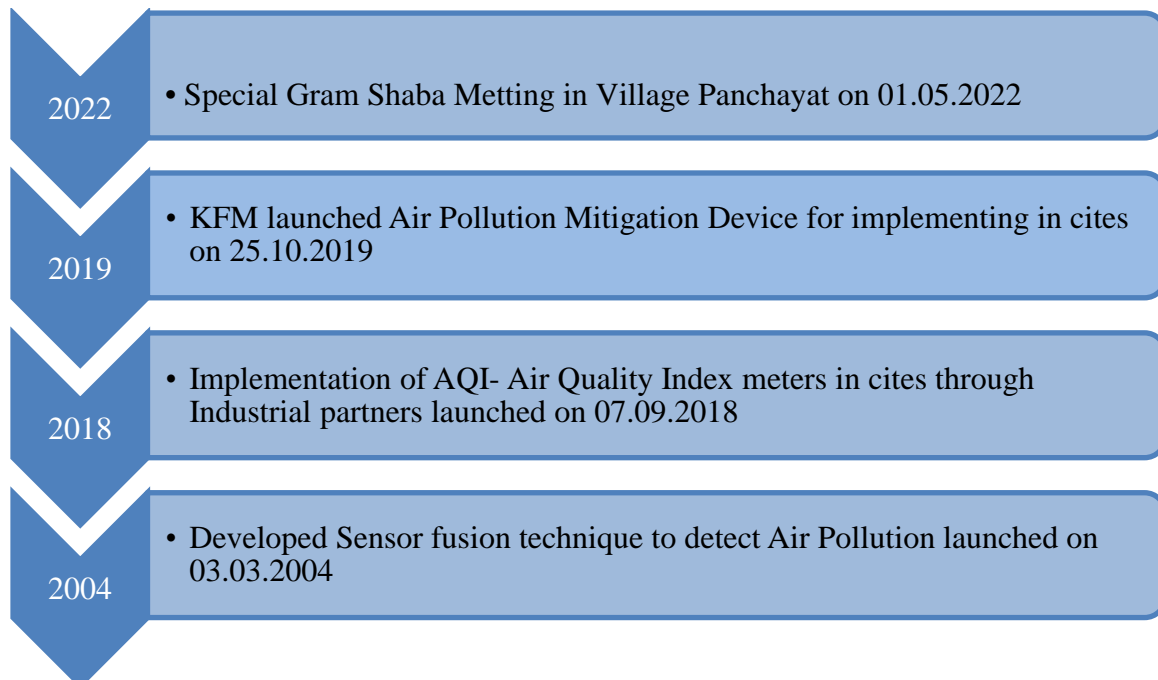 2022
• Special Gram Shaba Metting in Village Panchayat on 01.05.2022
2019
• KFM launched Air Pollution Mitigation Device for implementing in cites
on 25.10.2019
2018
• Implementation of AQI- Air Quality Index meters in cites through
Industrial partners launched on 07.09.2018
2004
• Developed Sensor fusion technique to detect Air Pollution launched on
03.03.2004